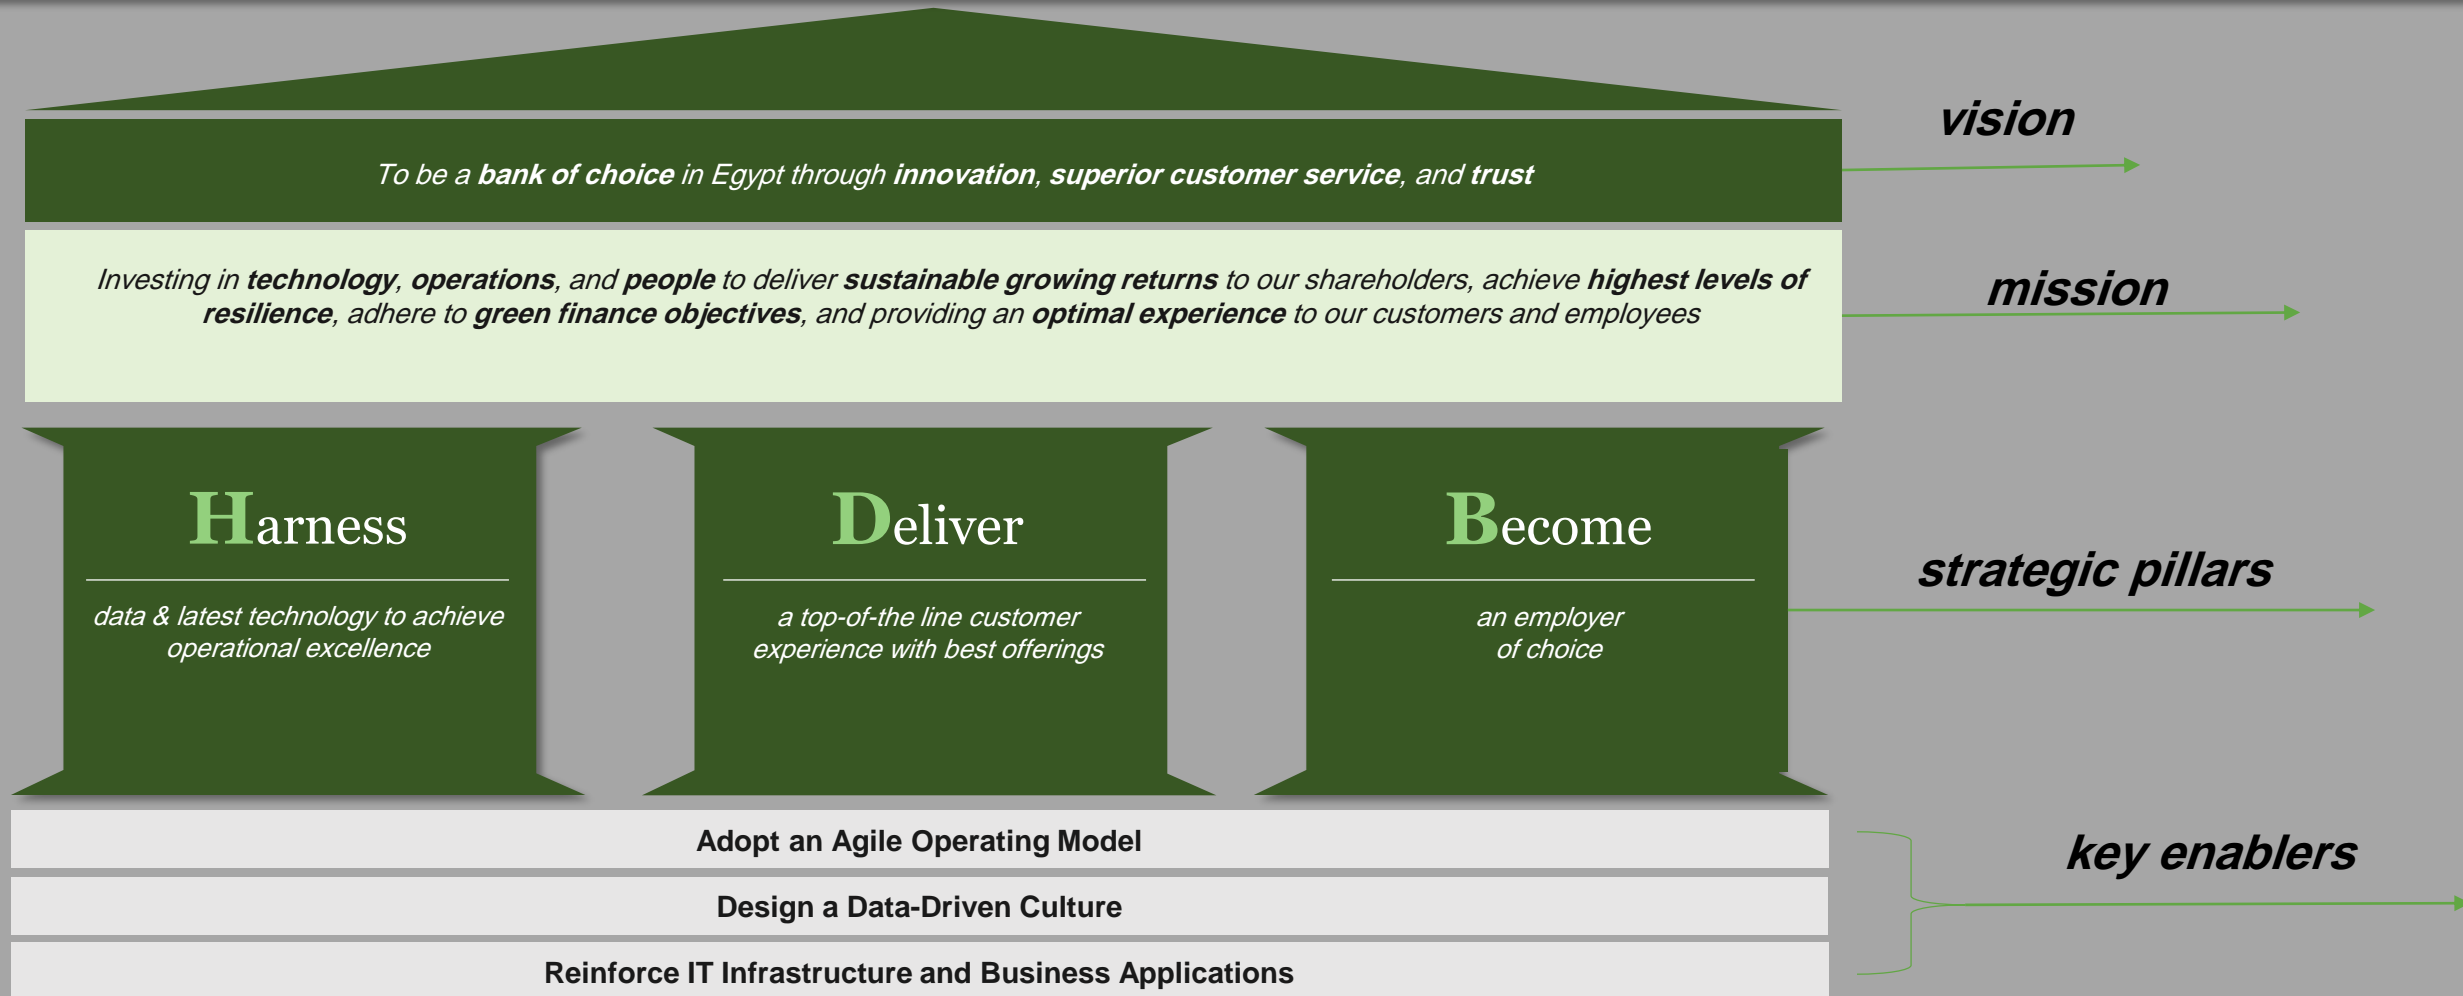 vision
To be a bank of choice in Egypt through innovation, superior customer service, and trust
Investing in technology, operations, and people to deliver sustainable growing returns to our shareholders, achieve highest levels of
resilience, adhere to green finance objectives, and providing an optimal experience to our customers and employees
mission
Harness
data & latest technology to achieve
operational excellence
Deliver
a top-of-the line customer
experience with best offerings
Become
an employer
of choice
strategic pillars
Adopt an Agile Operating Model
Design a Data-Driven Culture
Reinforce IT Infrastructure and Business Applications
key enablers